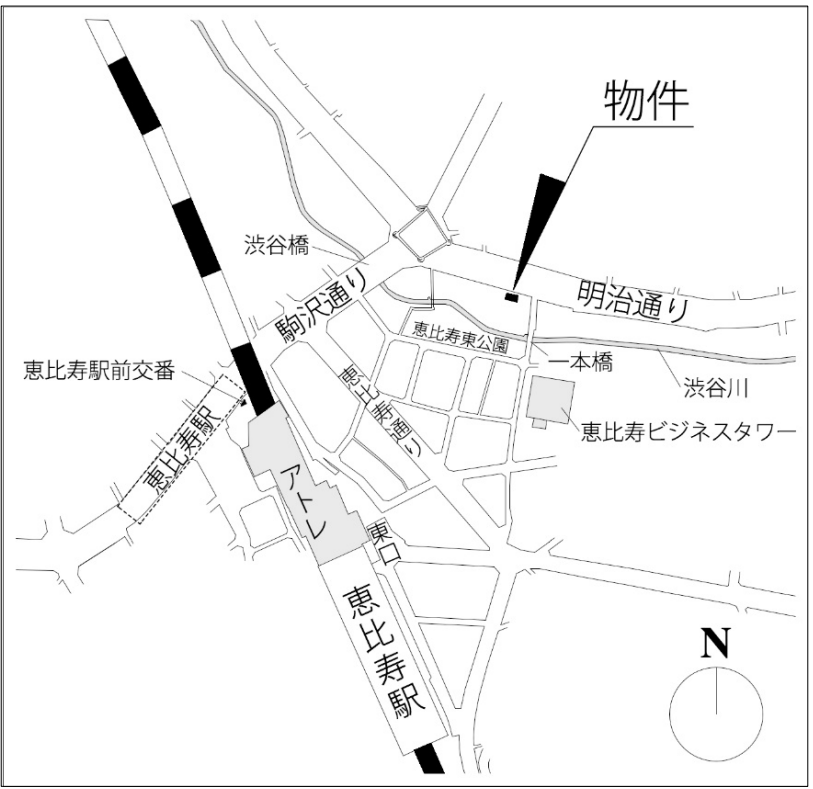 物件
渋谷橋
駒沢通り
明治通り
恵比寿東公園
一本橋
渋谷川
恵比寿駅前交番
恵比寿通り
恵比寿ビジネスタワー
恵比寿駅
アトレ
東口
恵比寿駅
N